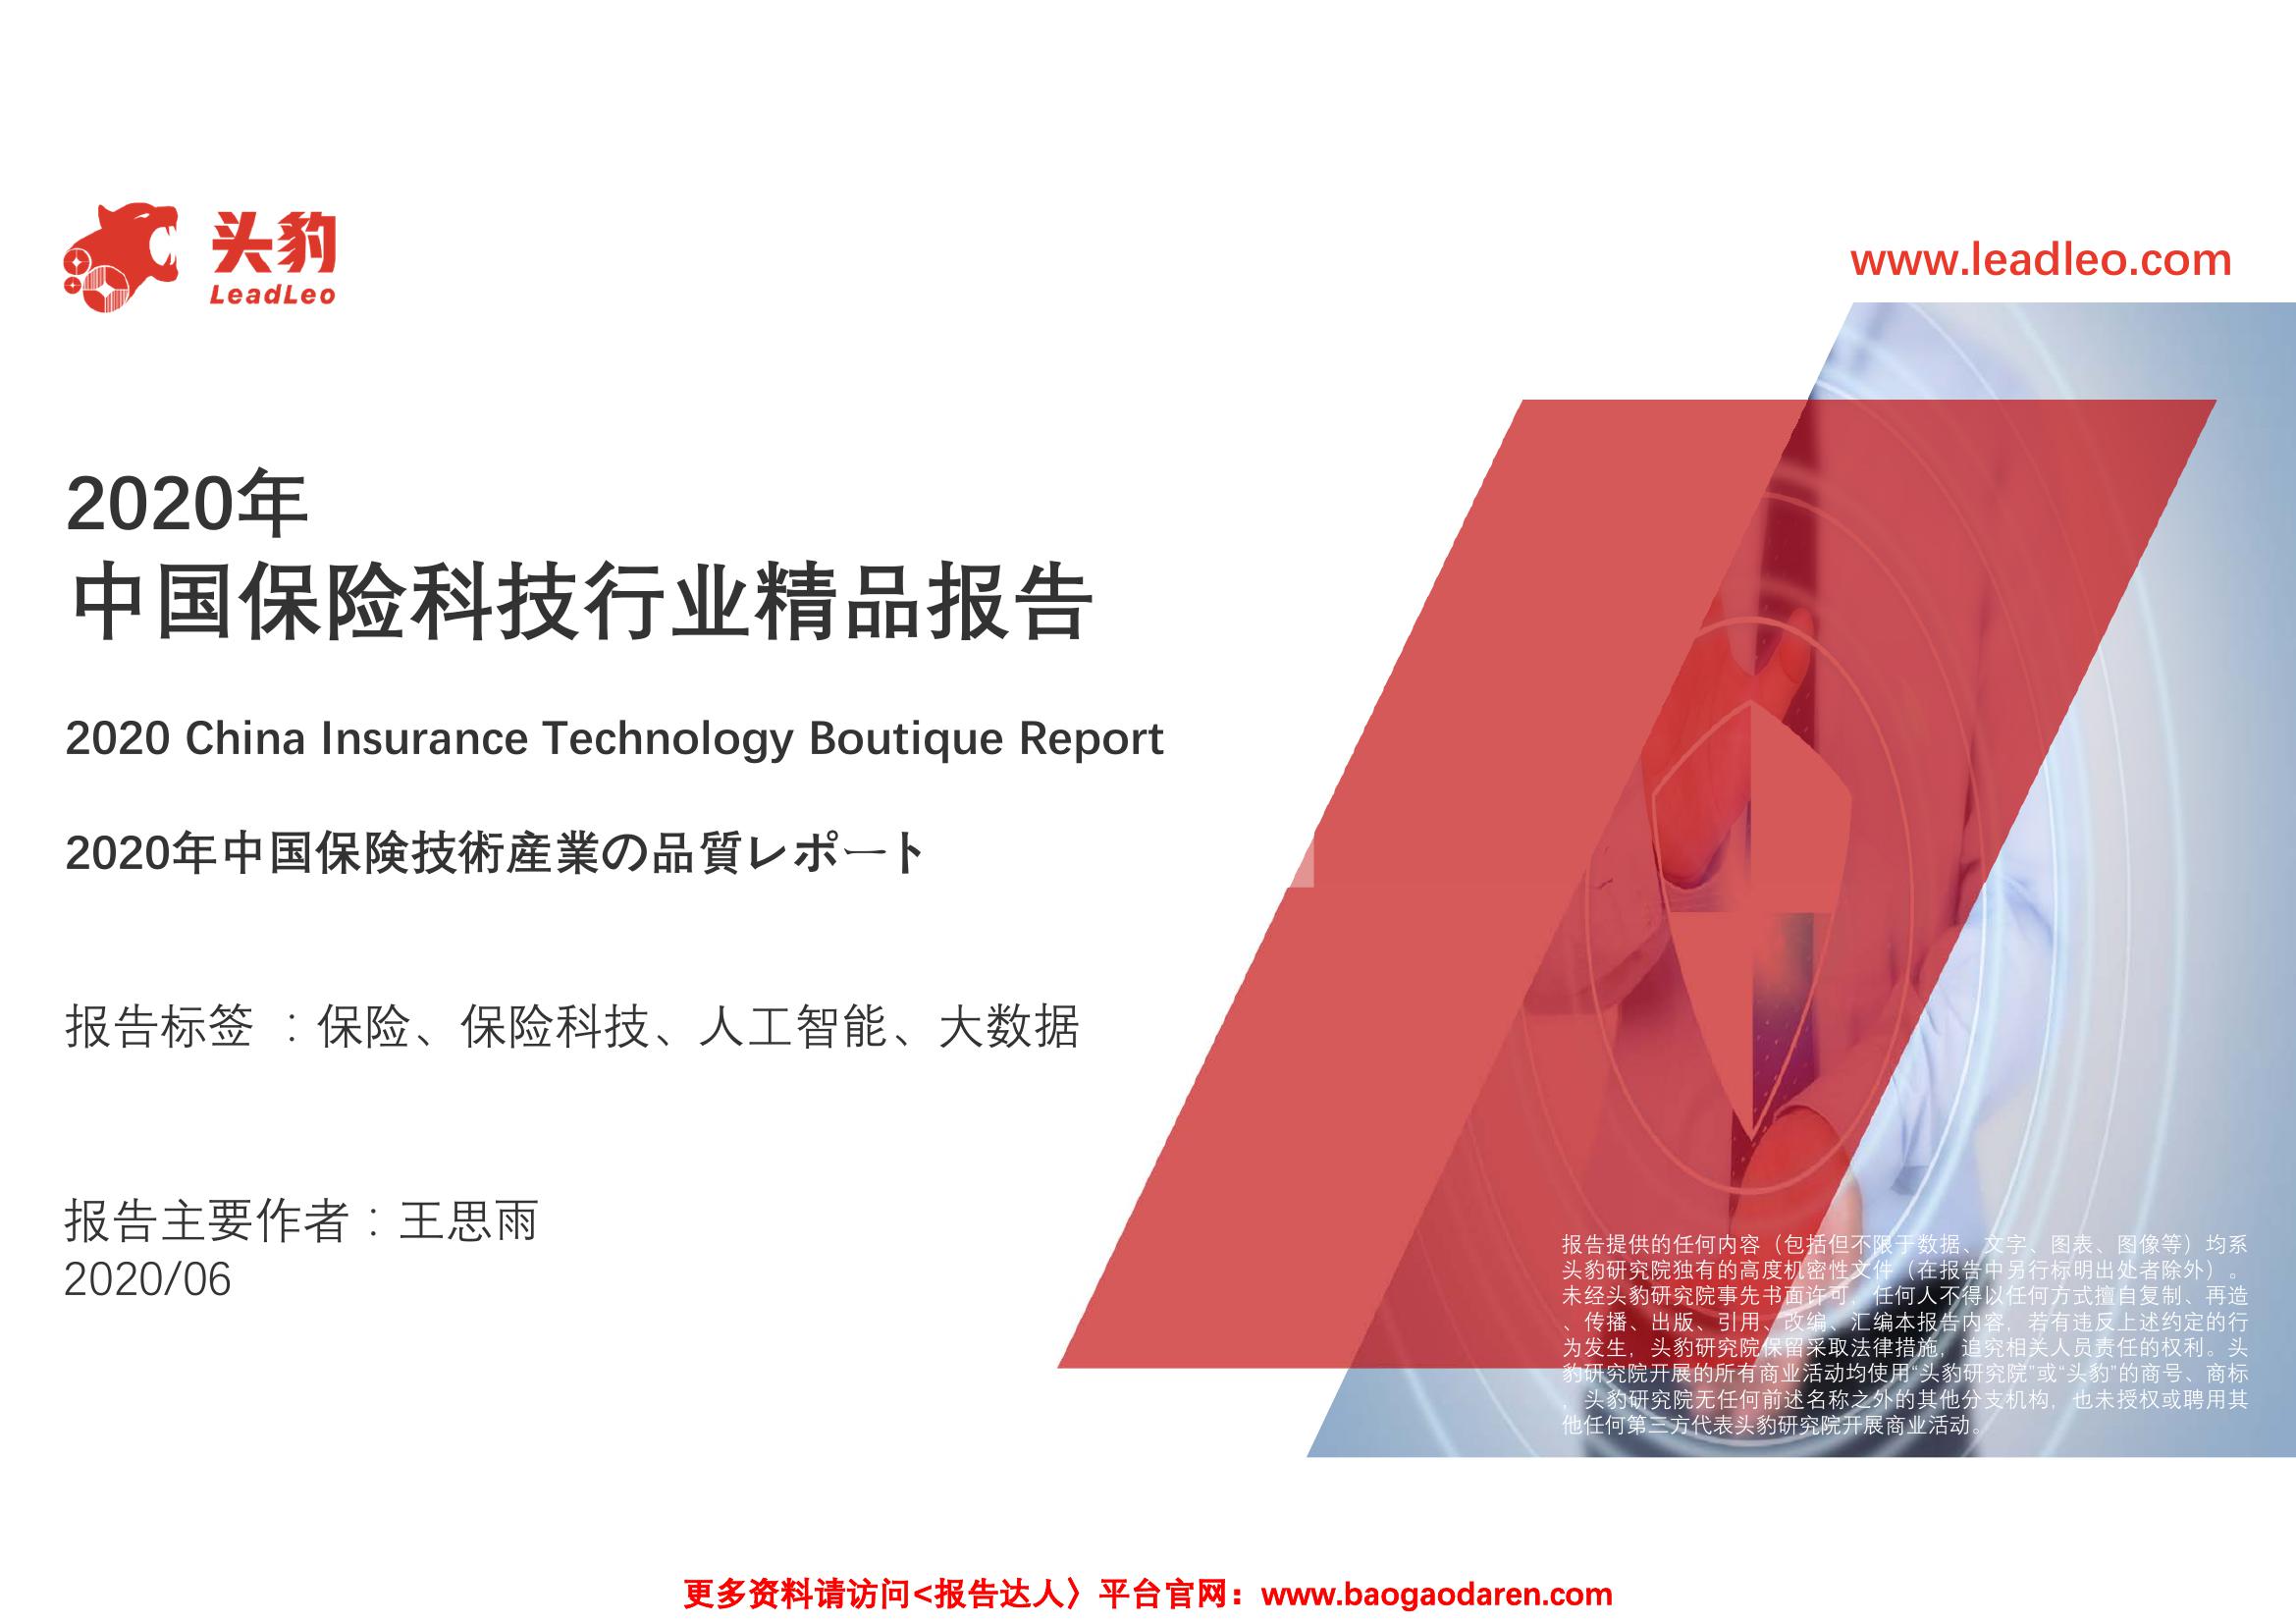 头豹
LeadLeo
www.leadleo.com
2020年
中国保险科技行业精品报告
2020 China Insurance Technology Boutique Report
2020年中国保険技術産業の品質レポート
报告标签 ：保险、保险科技、人工智能、大数据
报告主要作者：王思雨
2020/06
报告提供的任何内容（包括但不限于数据、文字、图表、图像等）均系
头豹研究院独有的高度机密性文件（在报告中另行标明出处者除外）。
未经头豹研究院事先书面许可，任何人不得以任何方式擅自复制、再造
、传播、出版、引用、改编、汇编本报告内容，若有违反上述约定的行
为发生，头豹研究院保留采取法律措施，追究相关人员责任的权利。头
豹研究院开展的所有商业活动均使用“头豹研究院”或“头豹”的商号、商标
，头豹研究院无任何前述名称之外的其他分支机构，也未授权或聘用其
他任何第三方代表头豹研究院开展商业活动。
更多资料请访问<报告达人〉平台官网：www.baogaodaren.com